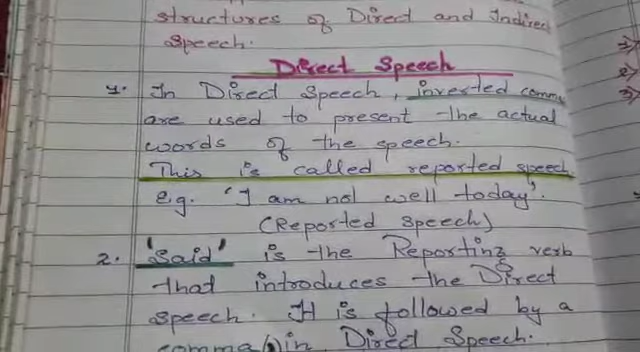 structures of Direct and Indirect
Speech.
Direct Speech
1. In Direct Speech, inverted comma
are used to present the actual
words of the speech.
This is called reported speech
E.g. 'I am not well today'.
(Reported speech)
2. 'Said' is the Reporting verb
that introduces the Direct
speech. It is followed by a
comma (,) in Direct Speech.